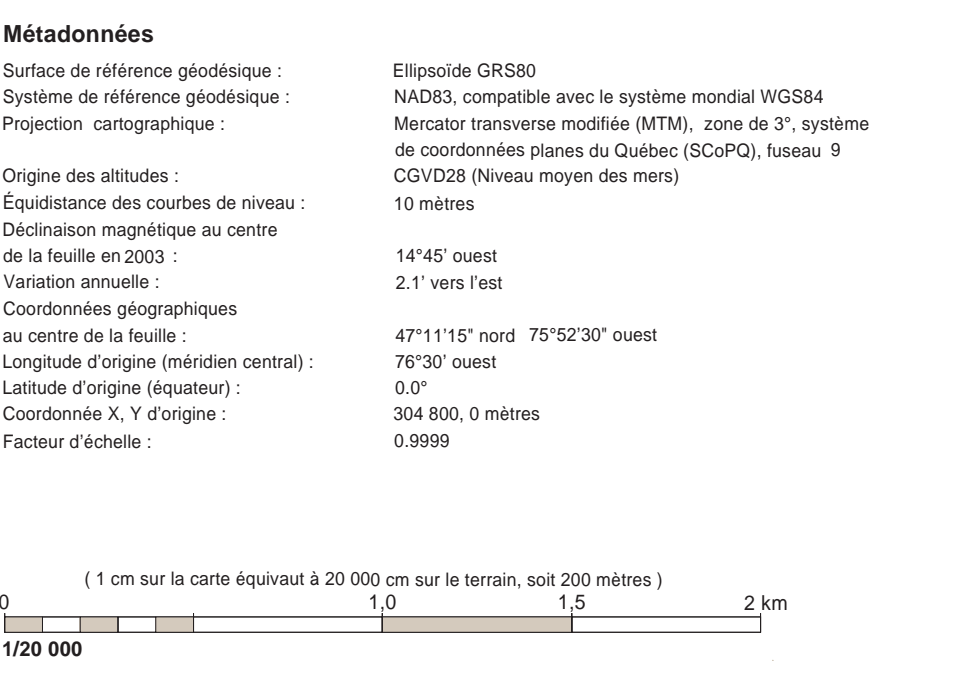 Métadonnées
Surface de référence géodésique : Ellipsoïde GRS80
Système de référence géodésique : NAD83, compatible avec le système mondial WGS84
Projection cartographique : Mercator transverse modifiée (MTM), zone de 3°, système
de coordonnées planes du Québec (SCoPQ), fuseau 9
Origine des altitudes : CGVD28 (Niveau moyen des mers)
Équidistance des courbes de niveau : 10 mètres
Déclinaison magnétique au centre
de la feuille en 2003 : 14°45' ouest
Variation annuelle : 2.1' vers l'est
Coordonnées géographiques
au centre de la feuille : 47°11'15" nord 75°52'30" ouest
Longitude d'origine (méridien central) : 76°30' ouest
Latitude d'origine (équateur) : 0.0°
Coordonnée X, Y d'origine : 304 800, 0 mètres
Facteur d'échelle : 0.9999
( 1 cm sur la carte équivaut à 20 000 cm sur le terrain, soit 200 mètres )
0 1,0 1,5 2 km
1/20 000